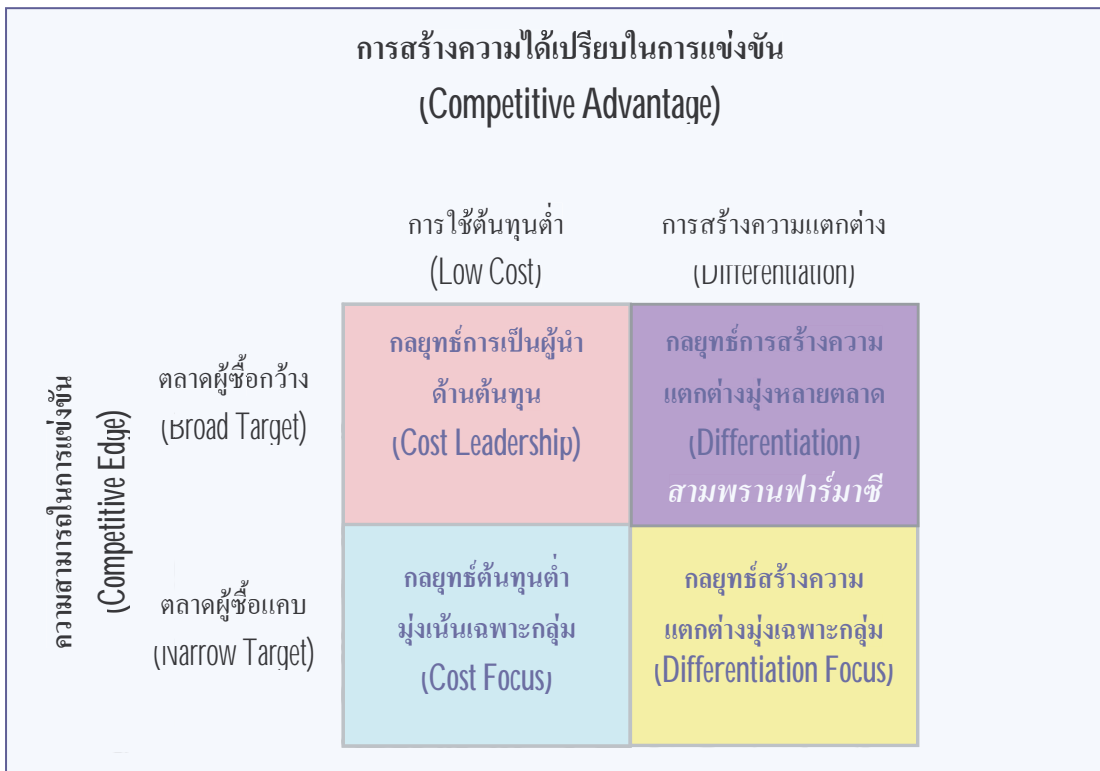 การสร้างความได้เปรียบในการแข่งขัน
(Competitive Advantage)
การใช้ต้นทุนต่ำ
(Low Cost)
การสร้างความแตกต่าง
(Differentiation)
ความสามารถในการแข่งขัน
(Competitive Edge)
ตลาดผู้ซื้อกว้าง
(Broad Target)
กลยุทธ์การเป็นผู้นำ
ด้านต้นทุน
(Cost Leadership)
กลยุทธ์การสร้างความ
แตกต่างมุ่งหลายตลาด
(Differentiation)
สามพรานฟาร์มาซี
ตลาดผู้ซื้อแคบ
(Narrow Target)
กลยุทธ์ต้นทุนต่ำ
มุ่งเน้นเฉพาะกลุ่ม
(Cost Focus)
กลยุทธ์สร้างความ
แตกต่างมุ่งเฉพาะกลุ่ม
(Differentiation Focus)